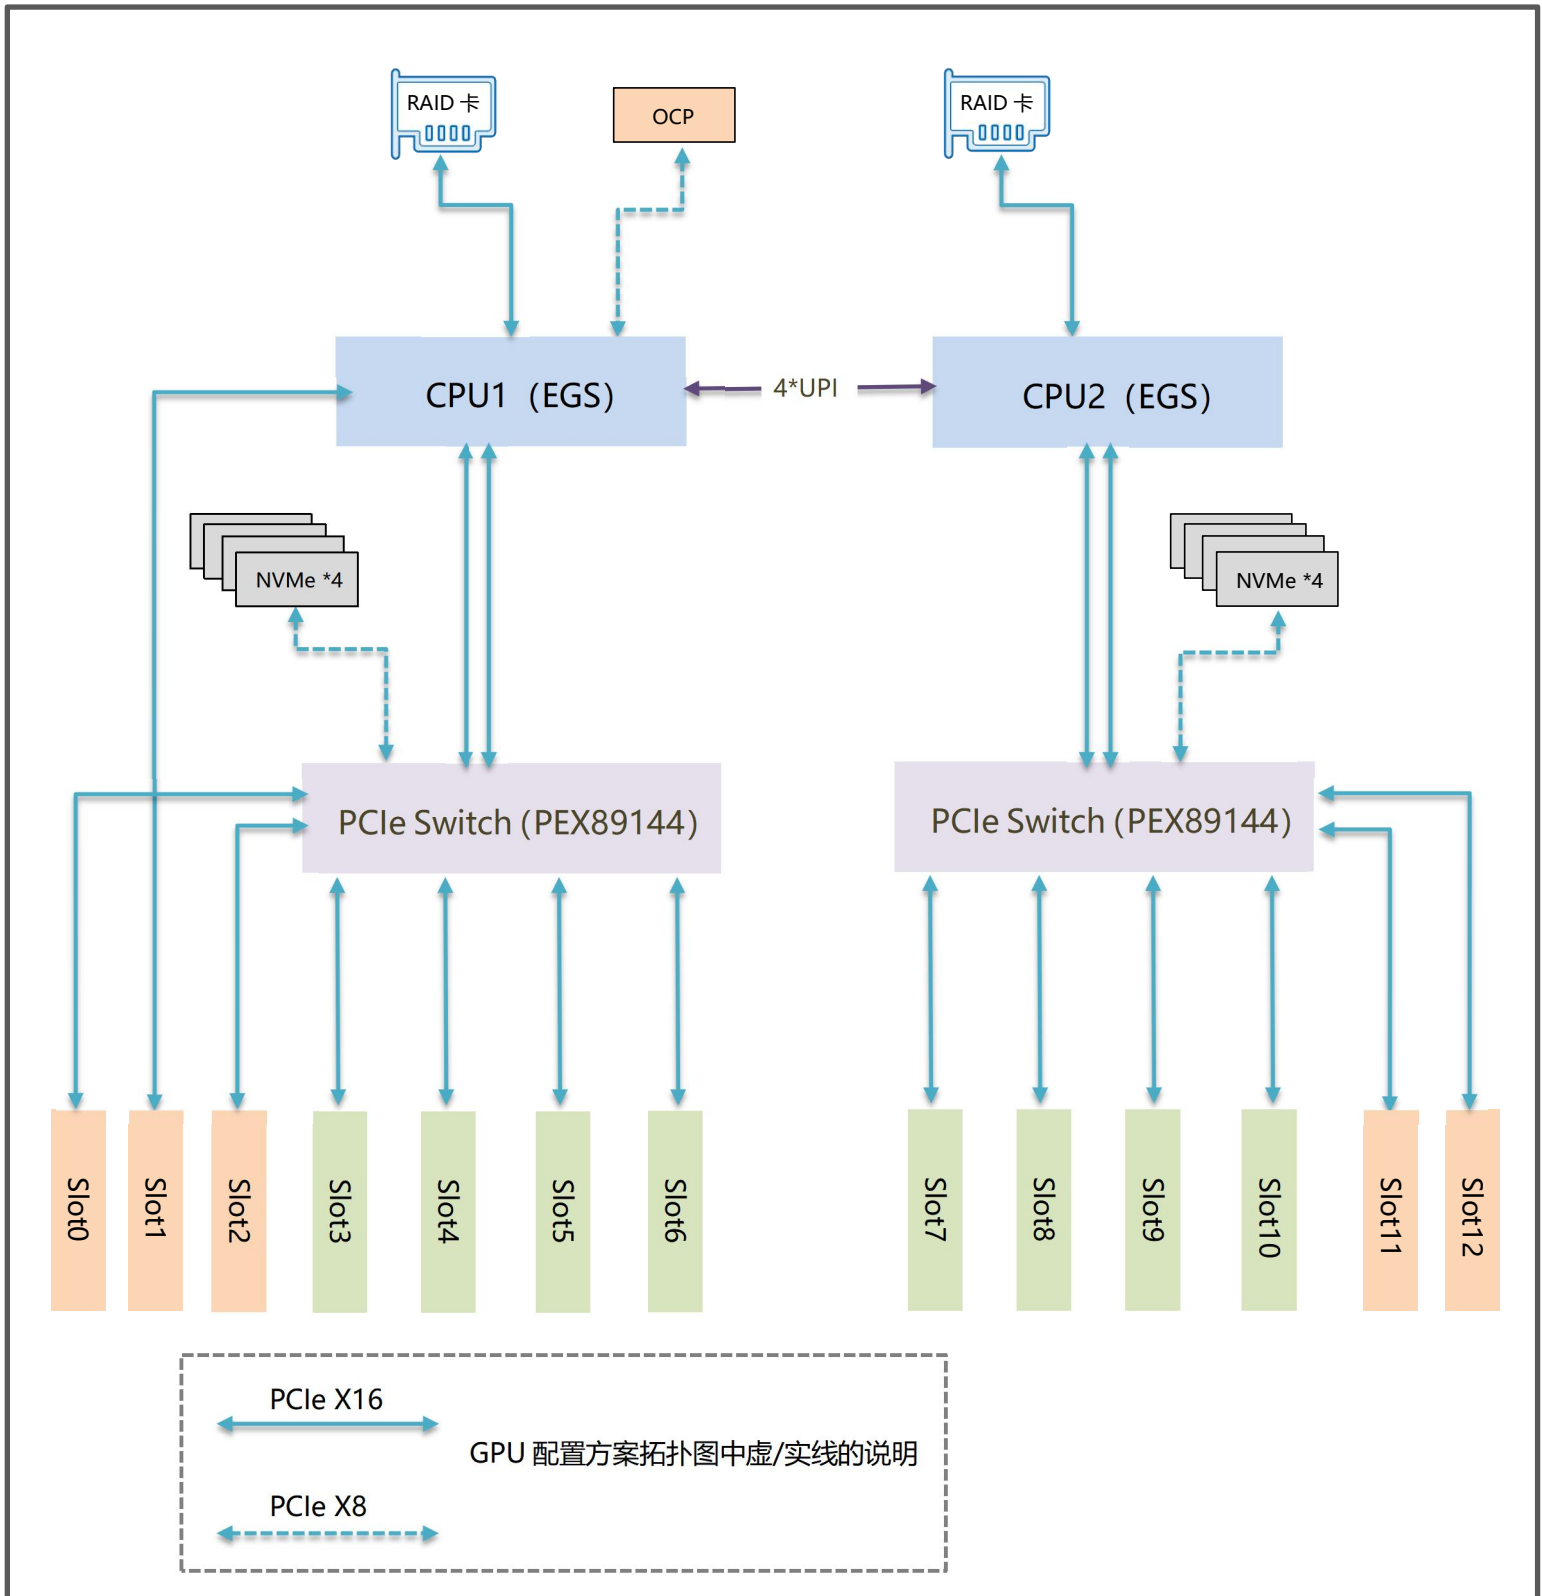 RAID 卡
OCP
RAID 卡
CPU1（EGS）
4*UPI
CPU2（EGS）
NVMe *4
NVMe *4
PCIe Switch（PEX89144）
PCIe Switch（PEX89144）
Slot0
Slot1
Slot2
Slot3
Slot4
Slot5
Slot6
Slot7
Slot8
Slot9
Slot10
Slot11
Slot12
PCIe X16
GPU 配置方案拓扑图中虚/实线的说明
PCIe X8